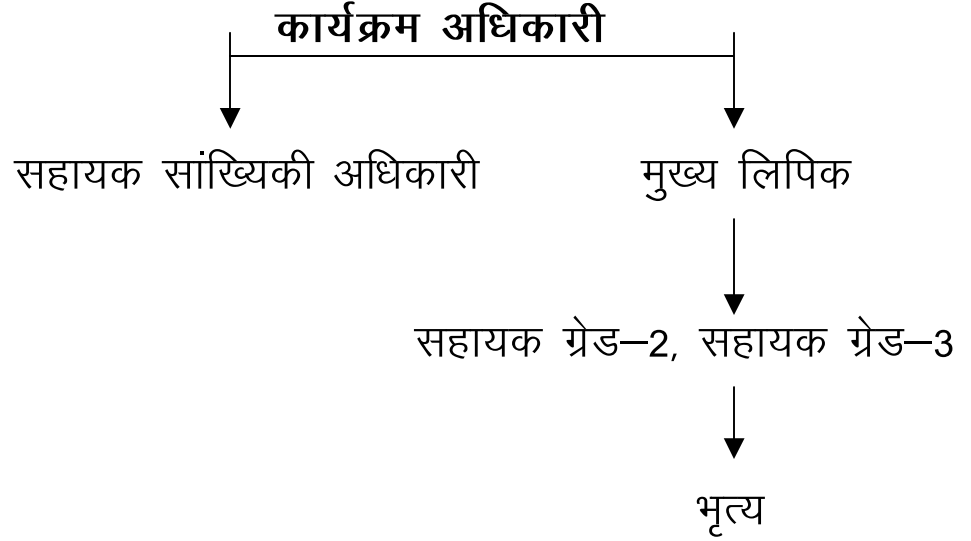 कार्यक्रम अधिकारी
सहायक सांख्यिकी अधिकारी
मुख्य लिपिक
सहायक ग्रेड–2, सहायक ग्रेड–3
भृत्य